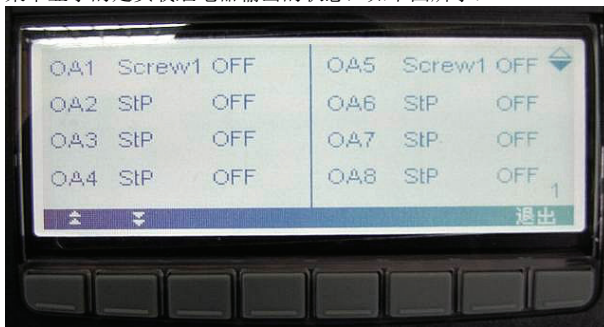 OA1 Screw1 OFF OA5 Screw1 OFF
OA2 StP OFF OA6 StP OFF
OA3 StP OFF OA7 StP OFF
OA4 StP OFF OA8 StP OFF
1
退出